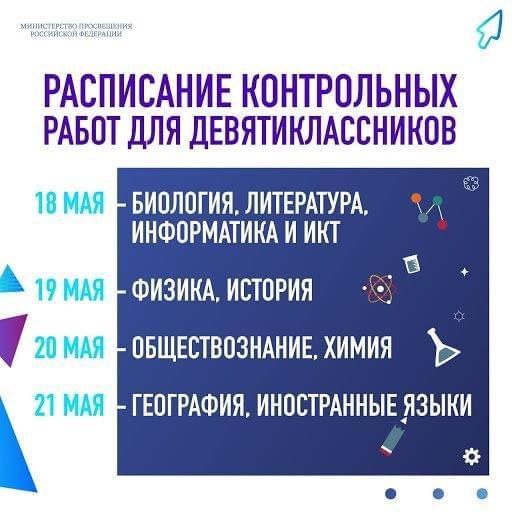 МИНИСТЕРСТВО ПРОСВЕЩЕНИЯ
РОССИЙСКОЙ ФЕДЕРАЦИИ
РАСПИСАНИЕ КОНТРОЛЬНЫХ
РАБОТ ДЛЯ ДЕВЯТИКЛАССНИКОВ
18 МАЯ – БИОЛОГИЯ, ЛИТЕРАТУРА,
ИНФОРМАТИКА И ИКТ
19 МАЯ – ФИЗИКА, ИСТОРИЯ
20 МАЯ – ОБЩЕСТВОЗНАНИЕ, ХИМИЯ
21 МАЯ – ГЕОГРАФИЯ, ИНОСТРАННЫЕ ЯЗЫКИ